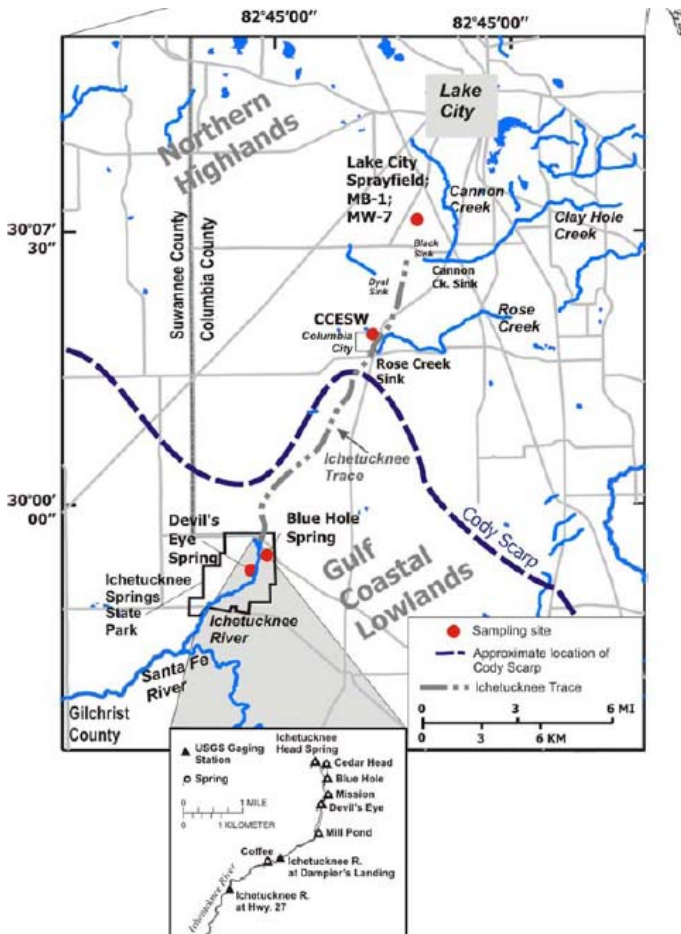 82°45'00"
82°45'00"
Lake
City
Northern
Highlands
Lake City
Sprayfield;
MB-1;
MW-7
Cannon
Creek
Clay Hole
Creek
30°07'
30"
Suwannee County
Columbia County
Black
Sink
Cannon
Ck. Sink
Dyal
Sink
Rose
Creek
CCESW
Columbia
City
Rose Creek
Sink
Ichetucknee
Trace
30°00'
00"
Cody Scarp
Devil's
Eye
Spring
Blue Hole
Spring
Gulf
Coastal
Lowlands
Ichetucknee
Springs
State
Park
Ichetucknee
River
Santa Fe
River
Gilchrist
County
Sampling site
Approximate location of
Cody Scarp
Ichetucknee Trace
0 3 6 MI
0 3 6 KM
USGS Gaging
Station
Spring
0 1 MILE
0 1 KILOMETER
Ichetucknee
Head Spring
Cedar Head
Blue Hole
Mission
Devil's Eye
Mill Pond
Coffee
Ichetucknee R.
at Dampier's Landing
Ichetucknee R.
at Hwy. 27
Ichetucknee River